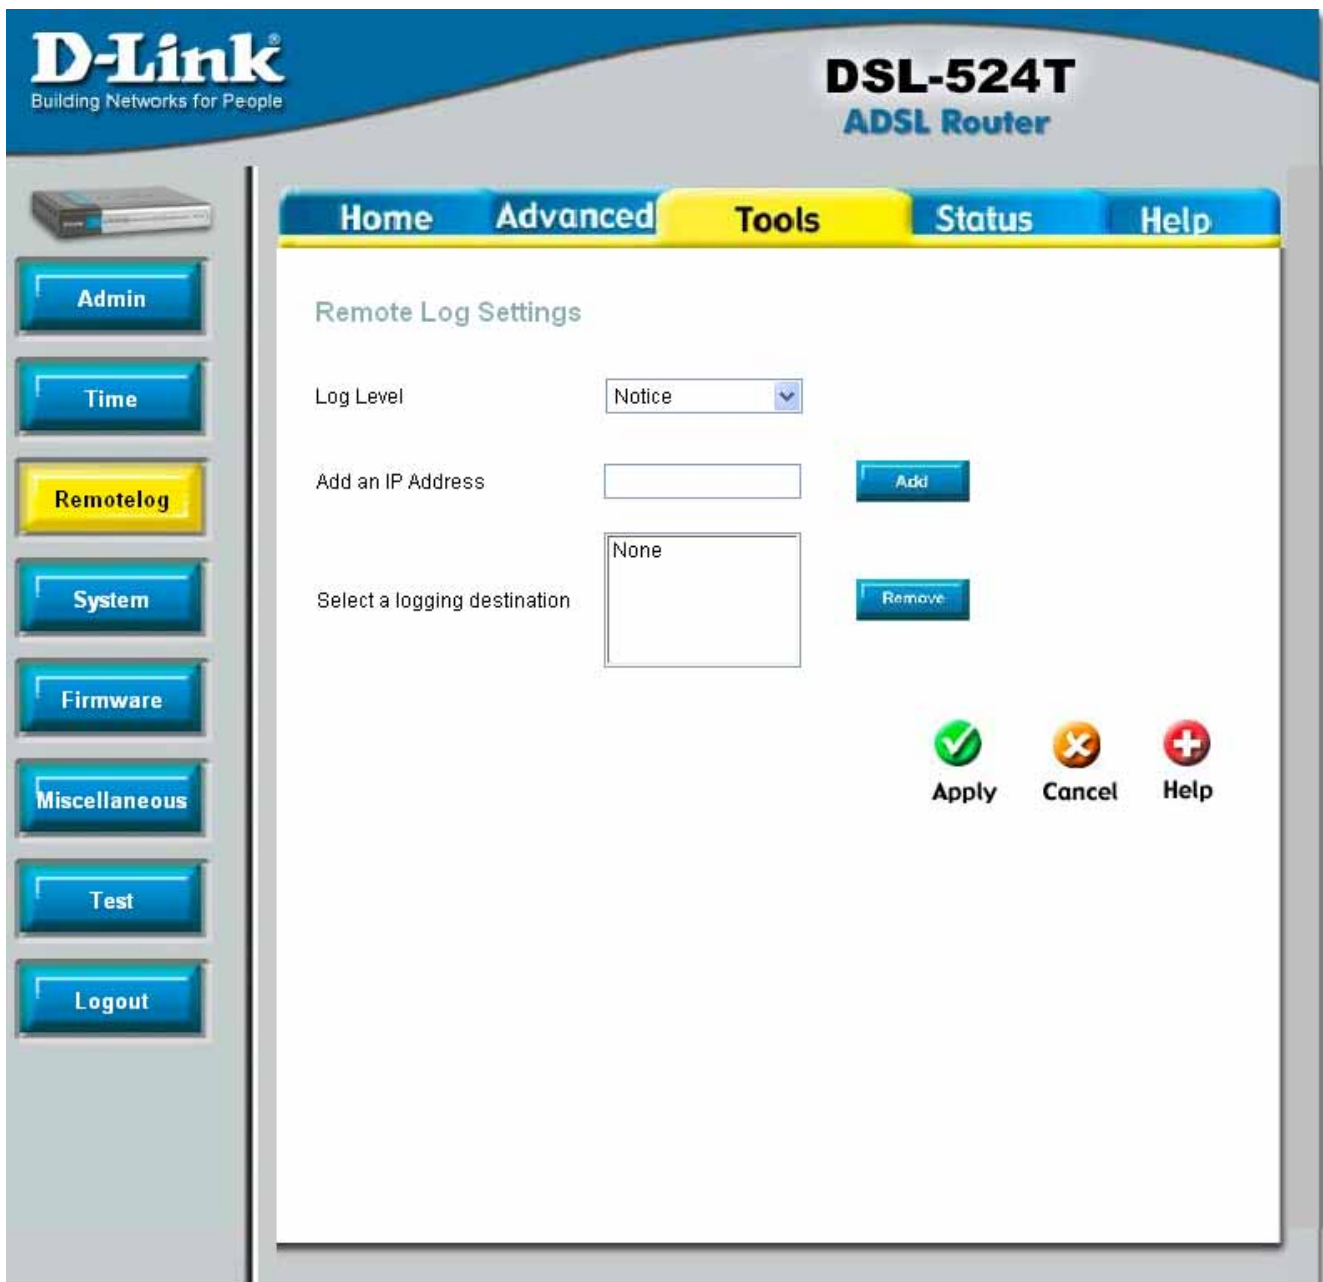 D-Link
Building Networks for People
DSL-524T
ADSL Router
Home
Advanced
Tools
Status
Help
Admin
Time
Remotelog
System
Firmware
Miscellaneous
Test
Logout
Remote Log Settings
Log Level
Notice
Add an IP Address
Add
Select a logging destination
None
Remove
Apply
Cancel
Help